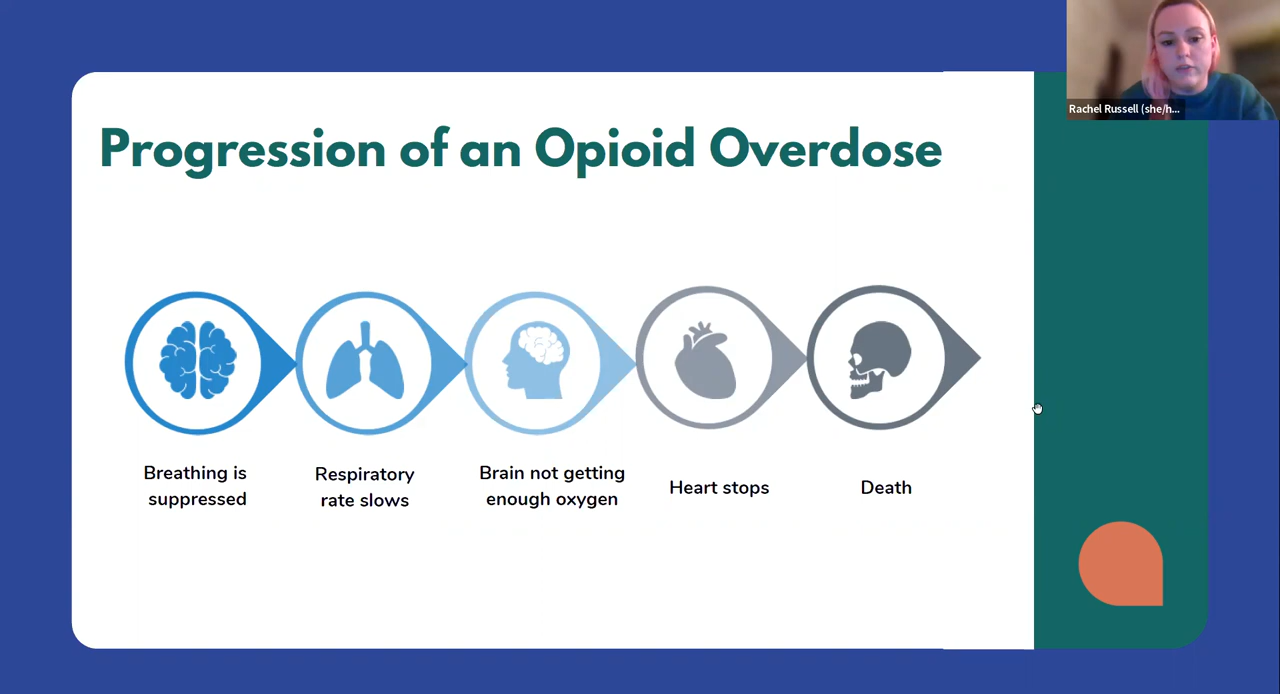 Rachel Russell (she/h...
Progression of an Opioid Overdose
Breathing is
suppressed
Respiratory
rate slows
Brain not getting
enough oxygen
Heart stops
Death